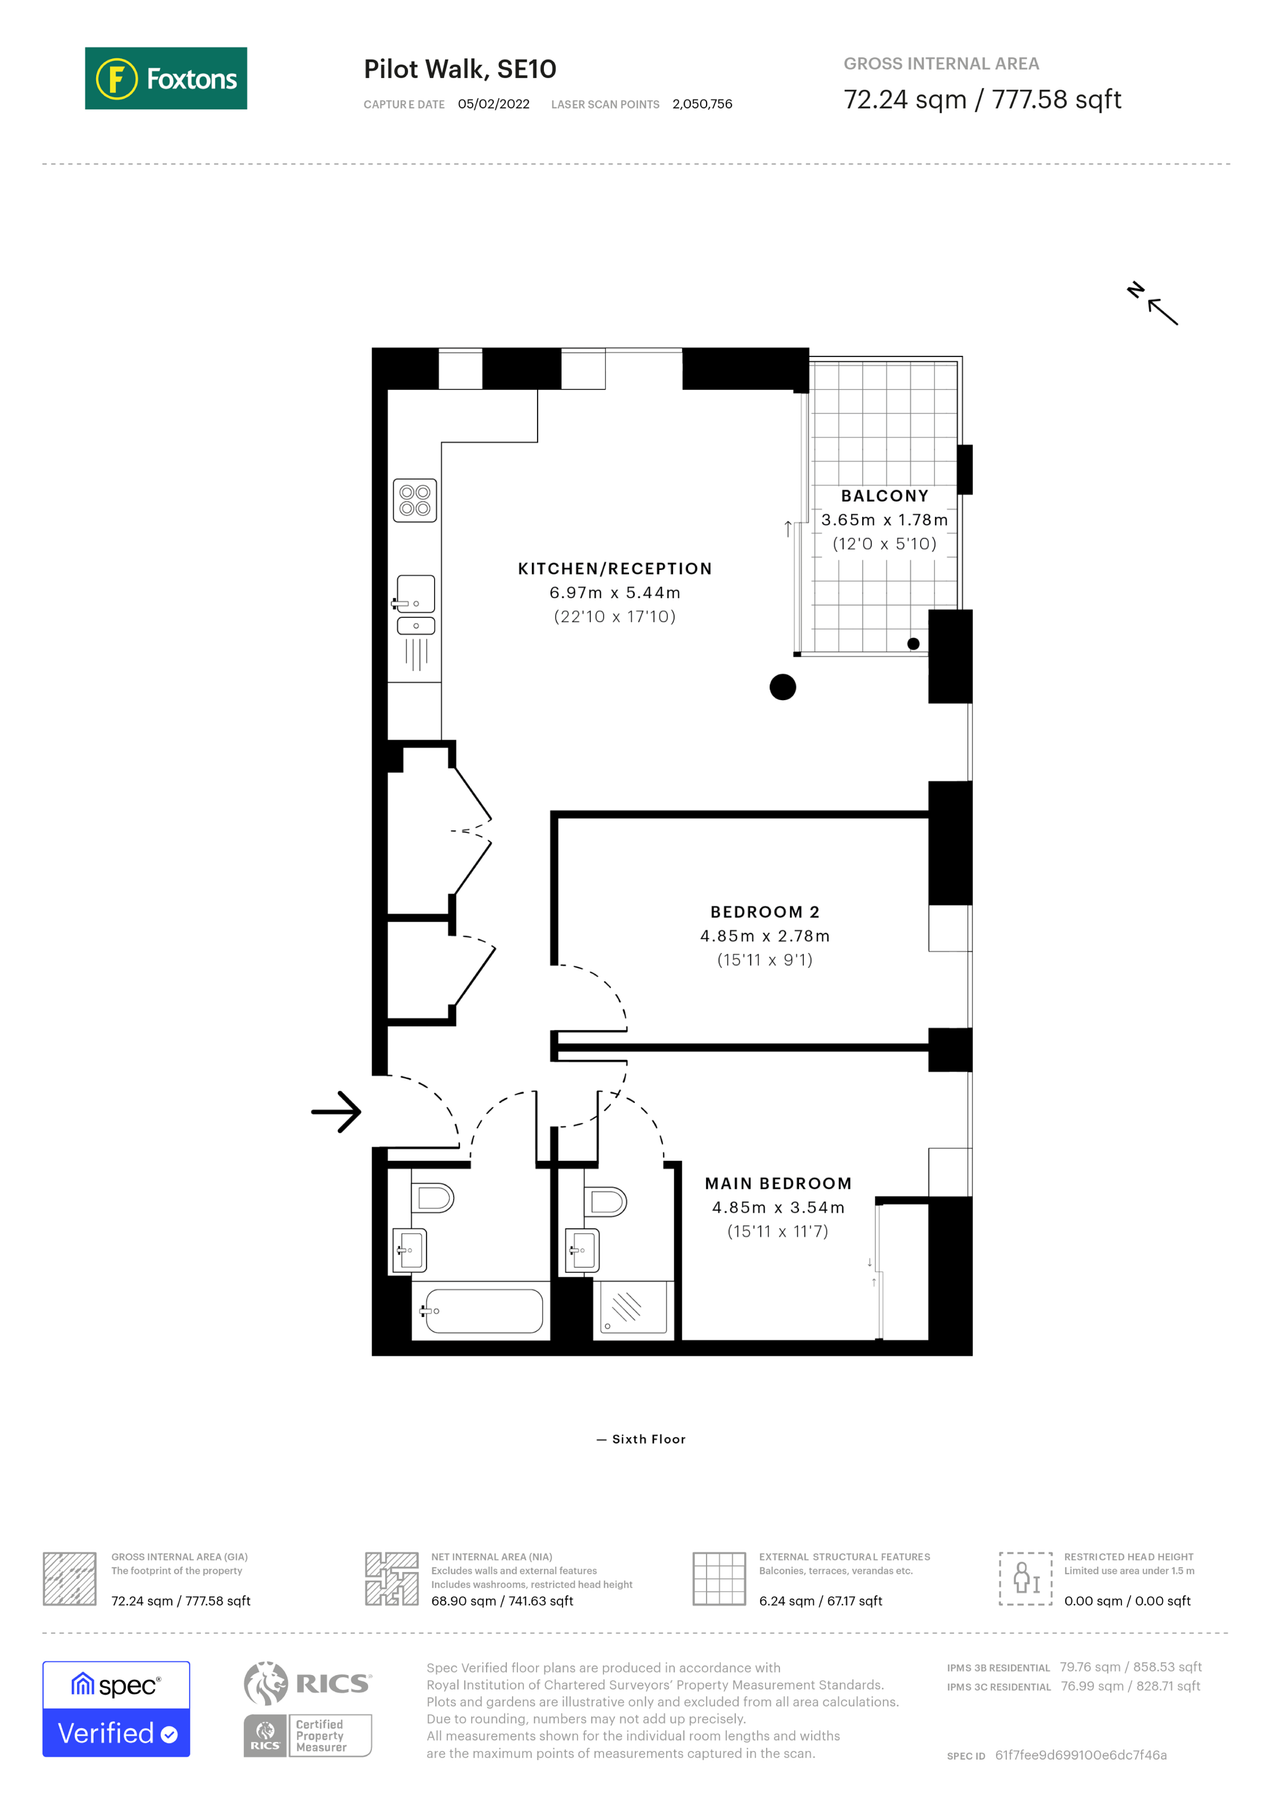 Foxtons
Pilot Walk, SE10
CAPTURE DATE 05/02/2022 LASER SCAN POINTS 2,050,756
GROSS INTERNAL AREA
72.24 sqm / 777.58 sqft
N
BALCONY
3.65m x 1.78m
(12'0 x 5'10)
KITCHEN/RECEPTION
6.97m x 5.44m
(22'10 x 17'10)
BEDROOM 2
4.85m x 2.78m
(15'11 x 9'1)
MAIN BEDROOM
4.85m x 3.54m
(15'11 x 11'7)
— Sixth Floor
GROSS INTERNAL AREA (GIA)
The footprint of the property
72.24 sqm / 777.58 sqft
NET INTERNAL AREA (NIA)
Excludes walls and external features
Includes washrooms, restricted head height
68.90 sqm / 741.63 sqft
EXTERNAL STRUCTURAL FEATURES
Balconies, terraces, verandas etc.
6.24 sqm / 67.17 sqft
RESTRICTED HEAD HEIGHT
Limited use area under 1.5 m
0.00 sqm / 0.00 sqft
spec®
Verified
RICS
RICS
Certified
Property
Measurer
Spec Verified floor plans are produced in accordance with
Royal Institution of Chartered Surveyors' Property Measurement Standards.
Plots and gardens are illustrative only and excluded from all area calculations.
Due to rounding, numbers may not add up precisely.
All measurements shown for the individual room lengths and widths
are the maximum points of measurements captured in the scan.
IPMS 3B RESIDENTIAL 79.76 sqm / 858.53 sqft
IPMS 3C RESIDENTIAL 76.99 sqm / 828.71 sqft
SPEC ID 61f7fee9d699100e6dc7f46a